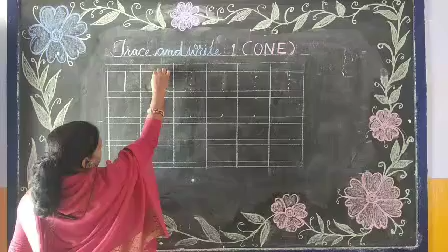 Trace and write 1 (ONE)